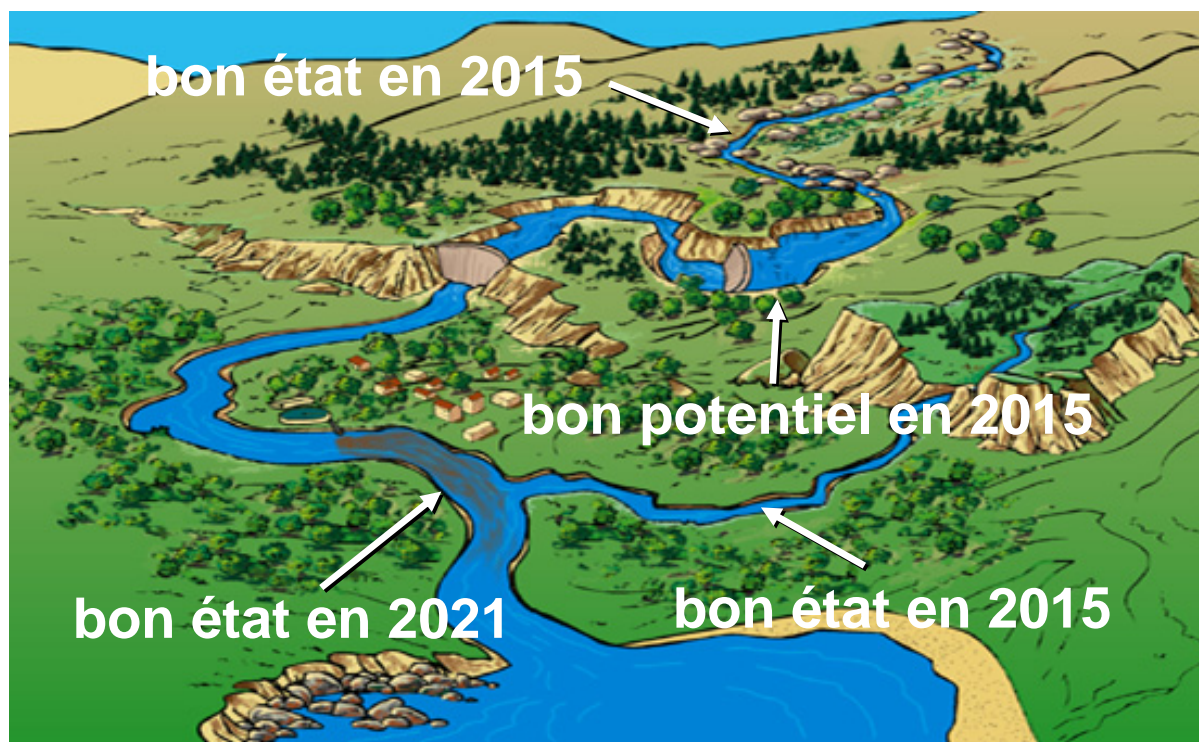 bon état en 2015
bon potentiel en 2015
bon état en 2021
bon état en 2015